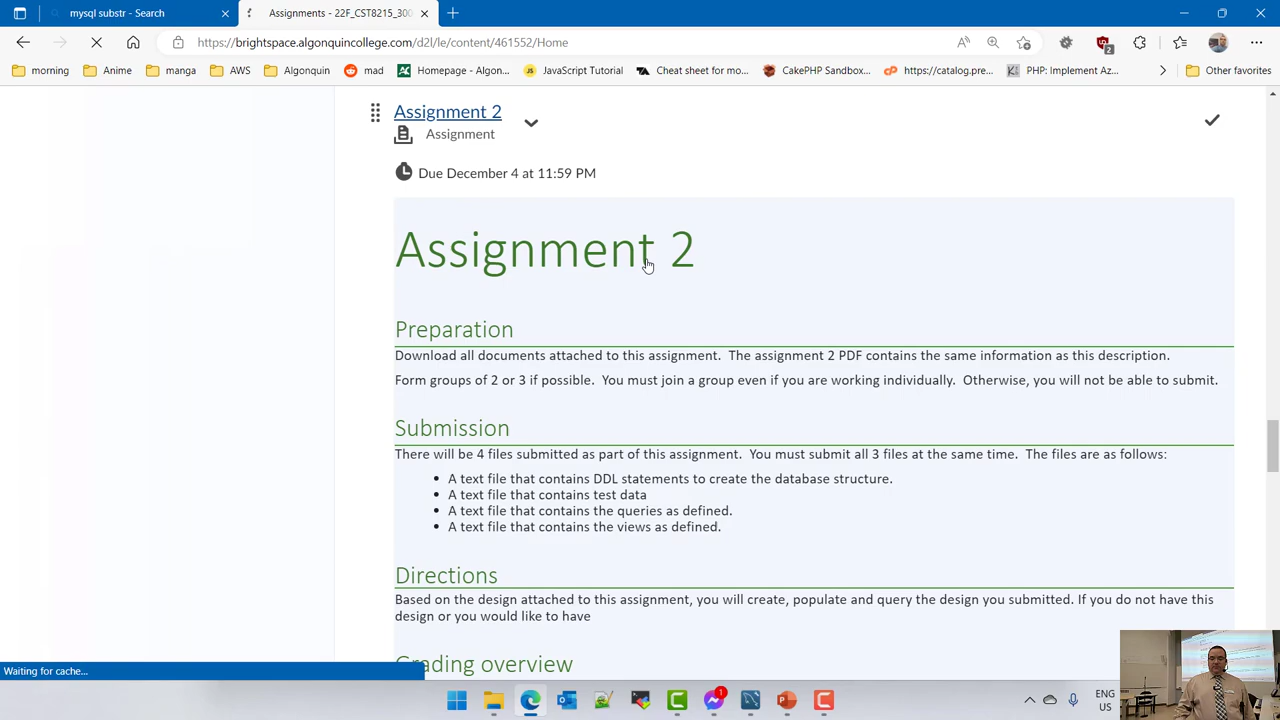 mysql substr - Search
Assignments - 22F_CST8215_300
https://brightspace.algonquincollege.com/d2l/le/content/461552/Home
morning
Anime
manga
AWS
Algonquin
mad
Homepage - Algon...
JavaScript Tutorial
Cheat sheet for mo...
CakePHP Sandbox...
https://catalog.pre...
PHP: Implement Az...
Other favorites
Assignment 2
Assignment
Due December 4 at 11:59 PM
Assignment 2
Preparation
Download all documents attached to this assignment. The assignment 2 PDF contains the same information as this description.
Form groups of 2 or 3 if possible. You must join a group even if you are working individually. Otherwise, you will not be able to submit.
Submission
There will be 4 files submitted as part of this assignment. You must submit all 3 files at the same time. The files are as follows:
• A text file that contains DDL statements to create the database structure.
• A text file that contains test data
• A text file that contains the queries as defined.
• A text file that contains the views as defined.
Directions
Based on the design attached to this assignment, you will create, populate and query the design you submitted. If you do not have this
design or you would like to have
Grading overview
Waiting for cache...
ENG
US